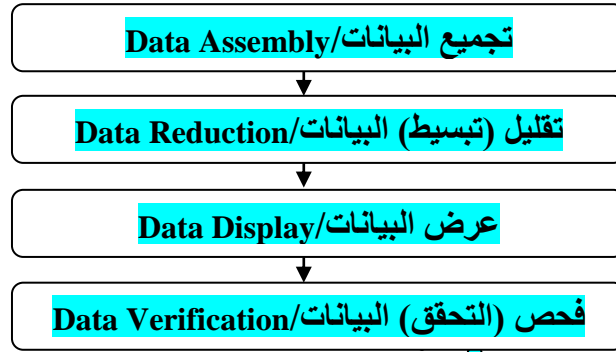 تجميع البيانات/Data Assembly
تقليل (تبسيط) البيانات/Data Reduction
عرض البيانات/Data Display
فحص (التحقق) البيانات/Data Verification